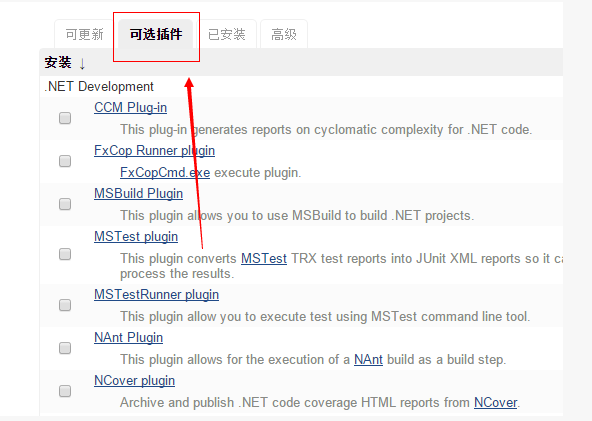 可更新 可选插件 已安装 高级
安装 ↓
.NET Development
CCM Plug-in
This plug-in generates reports on cyclomatic complexity for .NET code.
FxCop Runner plugin
FxCopCmd.exe execute plugin.
MSBuild Plugin
This plugin allows you to use MSBuild to build .NET projects.
MSTest plugin
This plugin converts MSTest TRX test reports into JUnit XML reports so it ca
process the results.
MSTestRunner plugin
This plugin allow you to execute test using MSTest command line tool.
NAnt Plugin
This plugin allows for the execution of a NAnt build as a build step.
NCover plugin
Archive and publish .NET code coverage HTML reports from NCover.